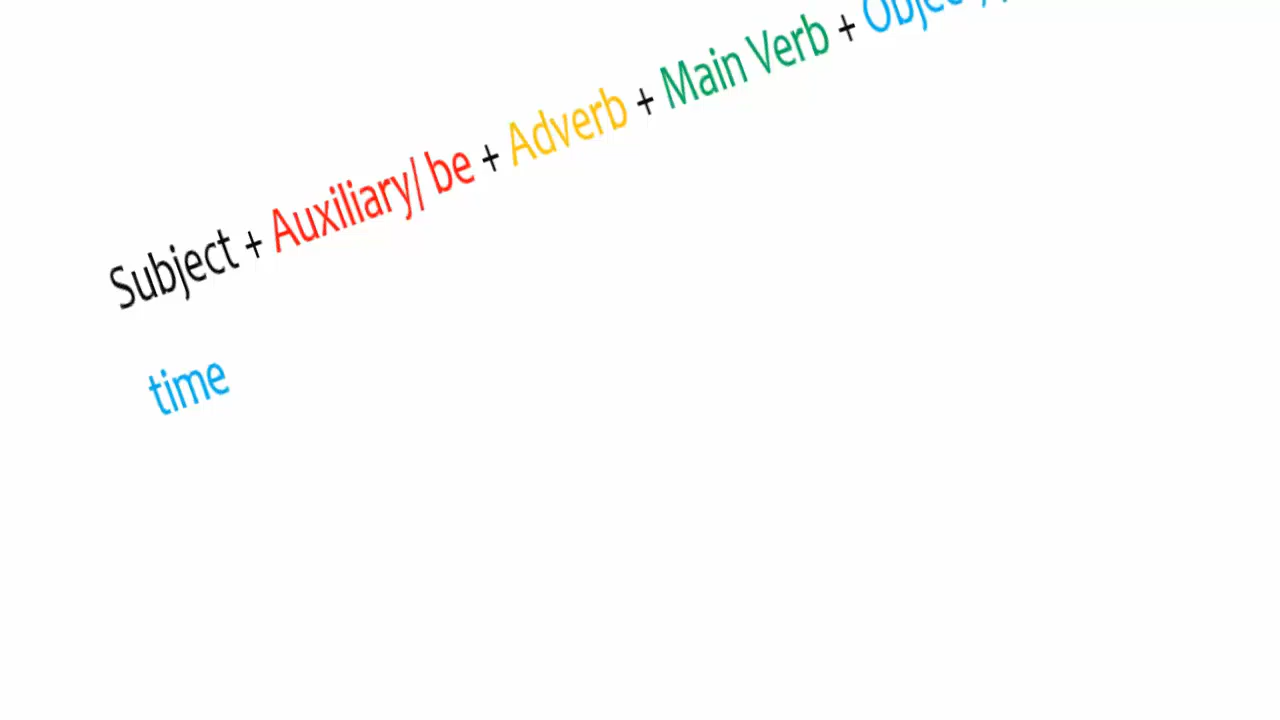 Subject + Auxiliary/ be + Adverb + Main Verb +
time